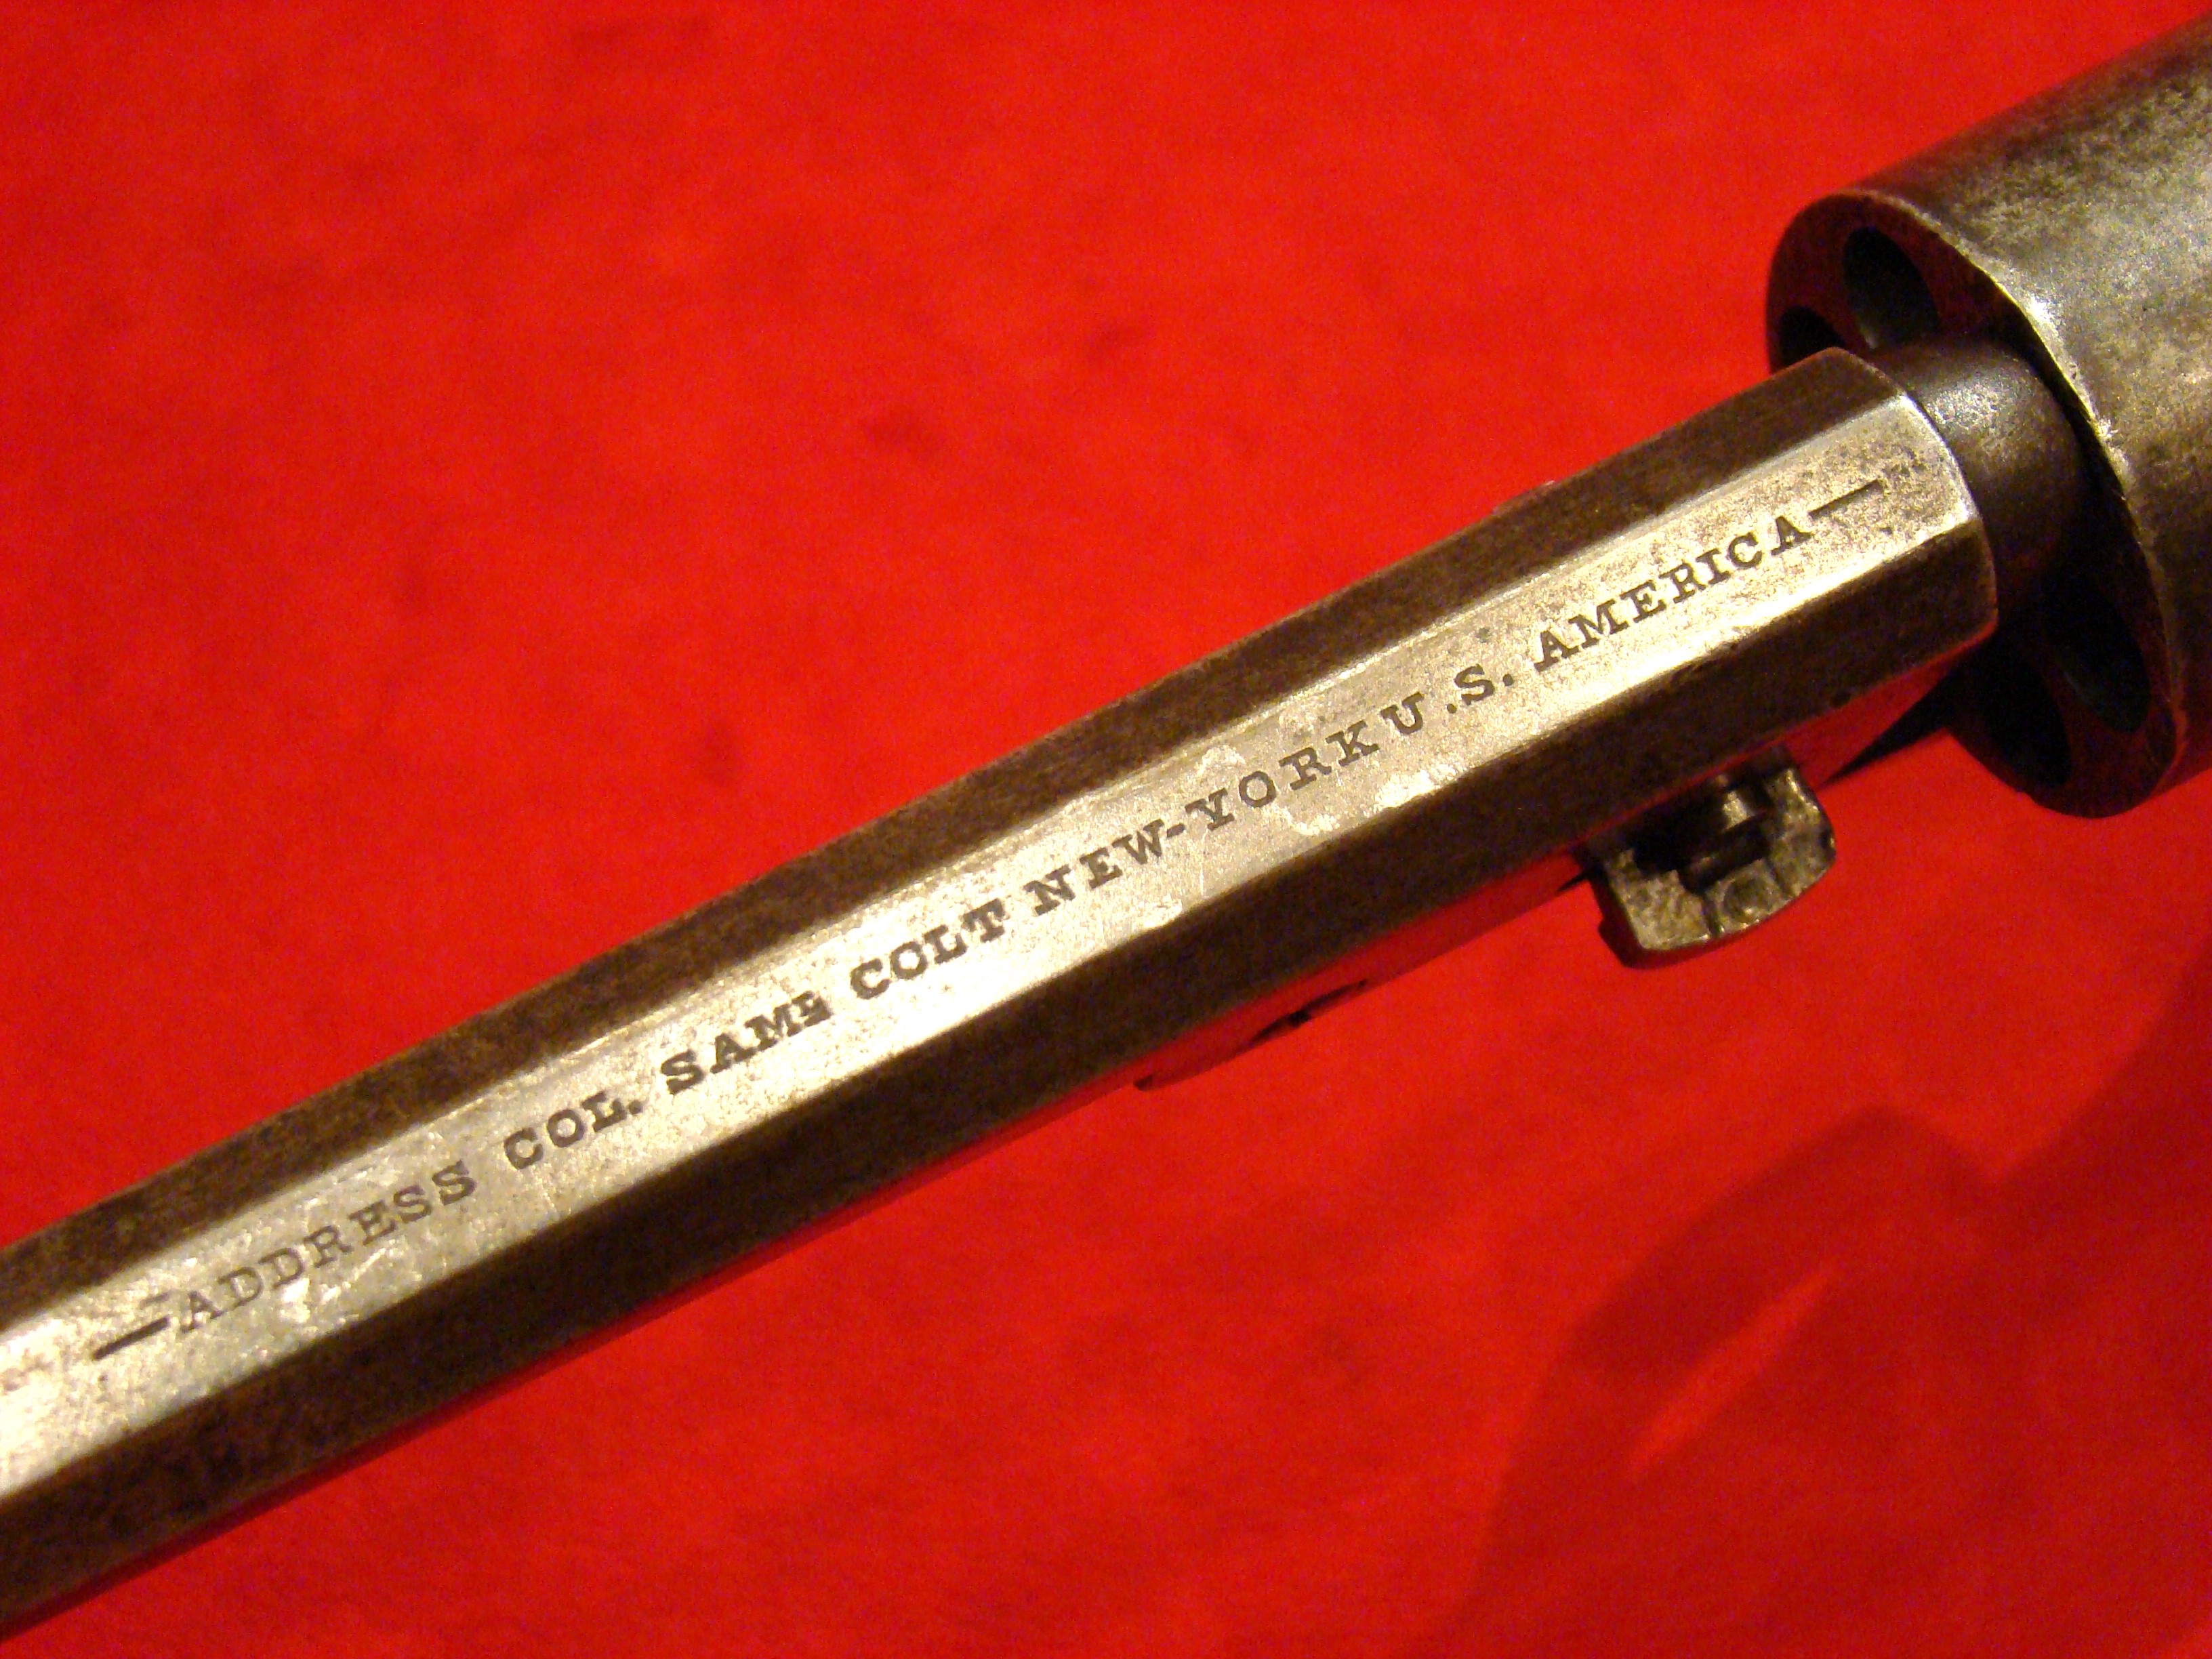 —ADDRESS COL. SAMᴸ COLT NEW-YORK U.S. AMERICA—